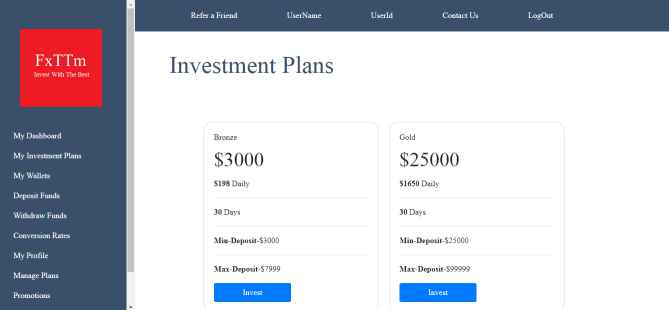 FxTTm
Invest With The Best
My Dashboard
My Investment Plans
My Wallets
Deposit Funds
Withdraw Funds
Conversion Rates
My Profile
Manage Plans
Promotions
Refer a Friend
UserName
UserId
Contact Us
LogOut
Investment Plans
Bronze
$3000
$198 Daily
30 Days
Min-Deposit-$3000
Max-Deposit-$7999
Invest
Gold
$25000
$1650 Daily
30 Days
Min-Deposit-$25000
Max-Deposit-$99999
Invest